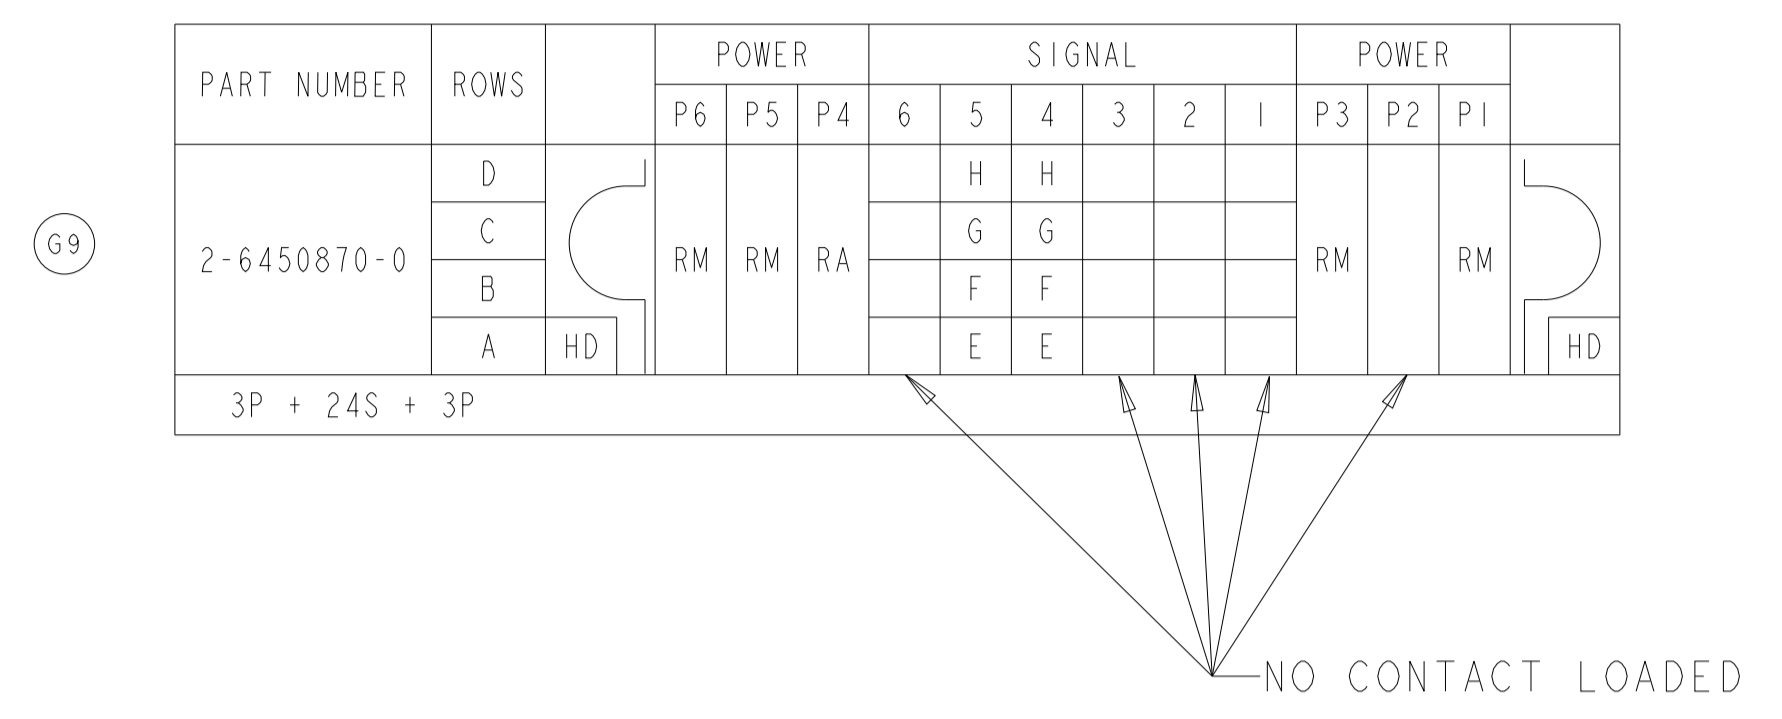 POWER SIGNAL POWER
PART NUMBER ROWS
P6 P5 P4 6 5 4 3 2 1 P3 P2 P1
D H H
C G G
G9
2-6450870-0 RM RM RA RM RM
B F F
A HD E E HD
3P + 24S + 3P
NO CONTACT LOADED